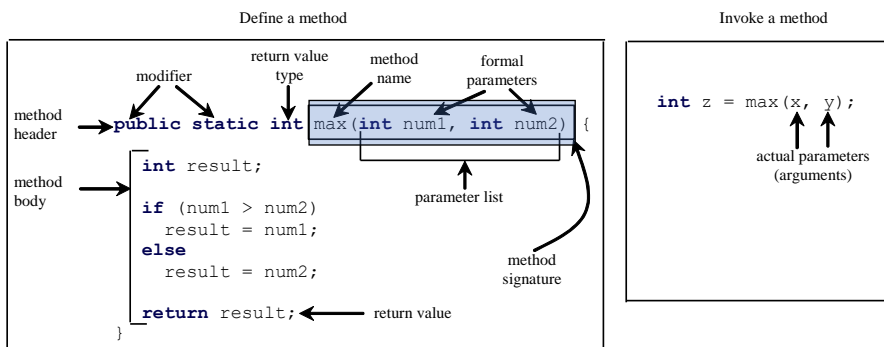 Define a method
Invoke a method
return value
type
method
name
formal
parameters
modifier
method
header
public static int max(int num1, int num2) {
method
body
int result;
parameter list
if (num1 > num2)
result = num1;
else
result = num2;
method
signature
return result;
return value
}
int z = max(x, y);
actual parameters
(arguments)